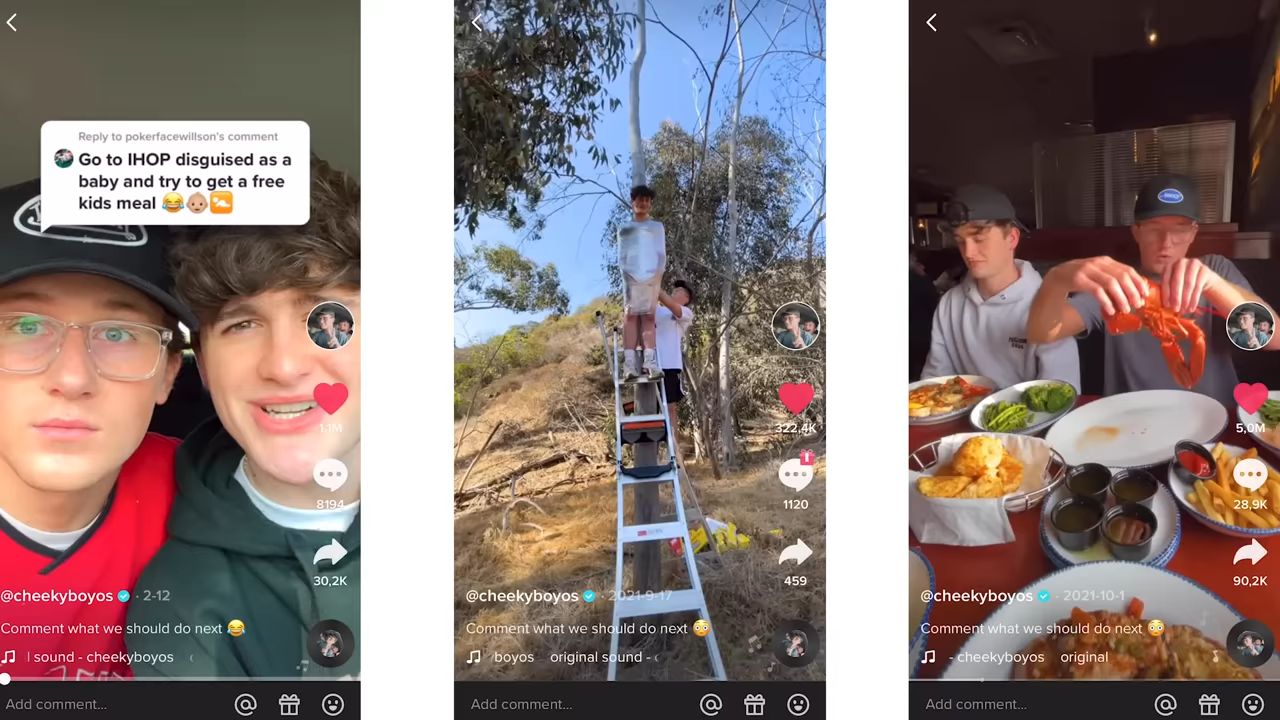 Reply to pokerfacewillson's comment
Go to IHOP disguised as a
baby and try to get a free
kids meal 😂👶🏼🍼
1.1M
8194
30,2K
@cheekyboyos · 2-12
Comment what we should do next 😂
l sound - cheekyboyos
Add comment...
322,4K
1120
459
@cheekyboyos · 2021-9-17
Comment what we should do next 😳
boyos original sound -
Add comment...
5,0M
28,9K
90,2K
@cheekyboyos · 2021-10-1
Comment what we should do next 😳
- cheekyboyos original
Add comment...